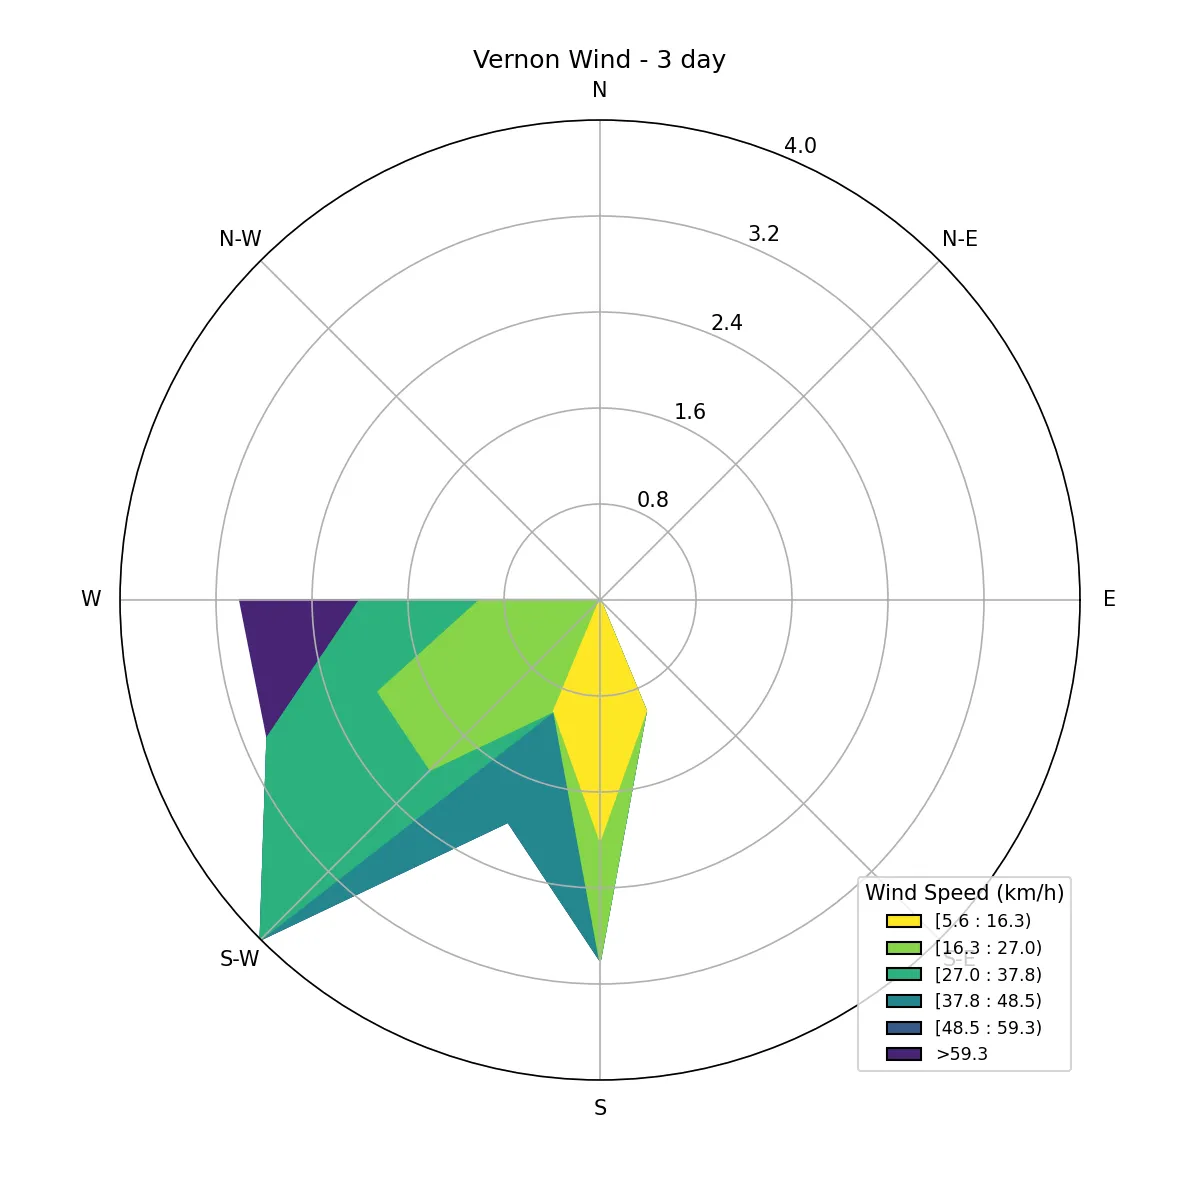 Vernon Wind - 3 day
N
4.0
N-W
3.2
N-E
2.4
1.6
0.8
W
E
S-W
S-E
S
Wind Speed (km/h)
[5.6 : 16.3)
[16.3 : 27.0)
[27.0 : 37.8)
[37.8 : 48.5)
[48.5 : 59.3)
>59.3